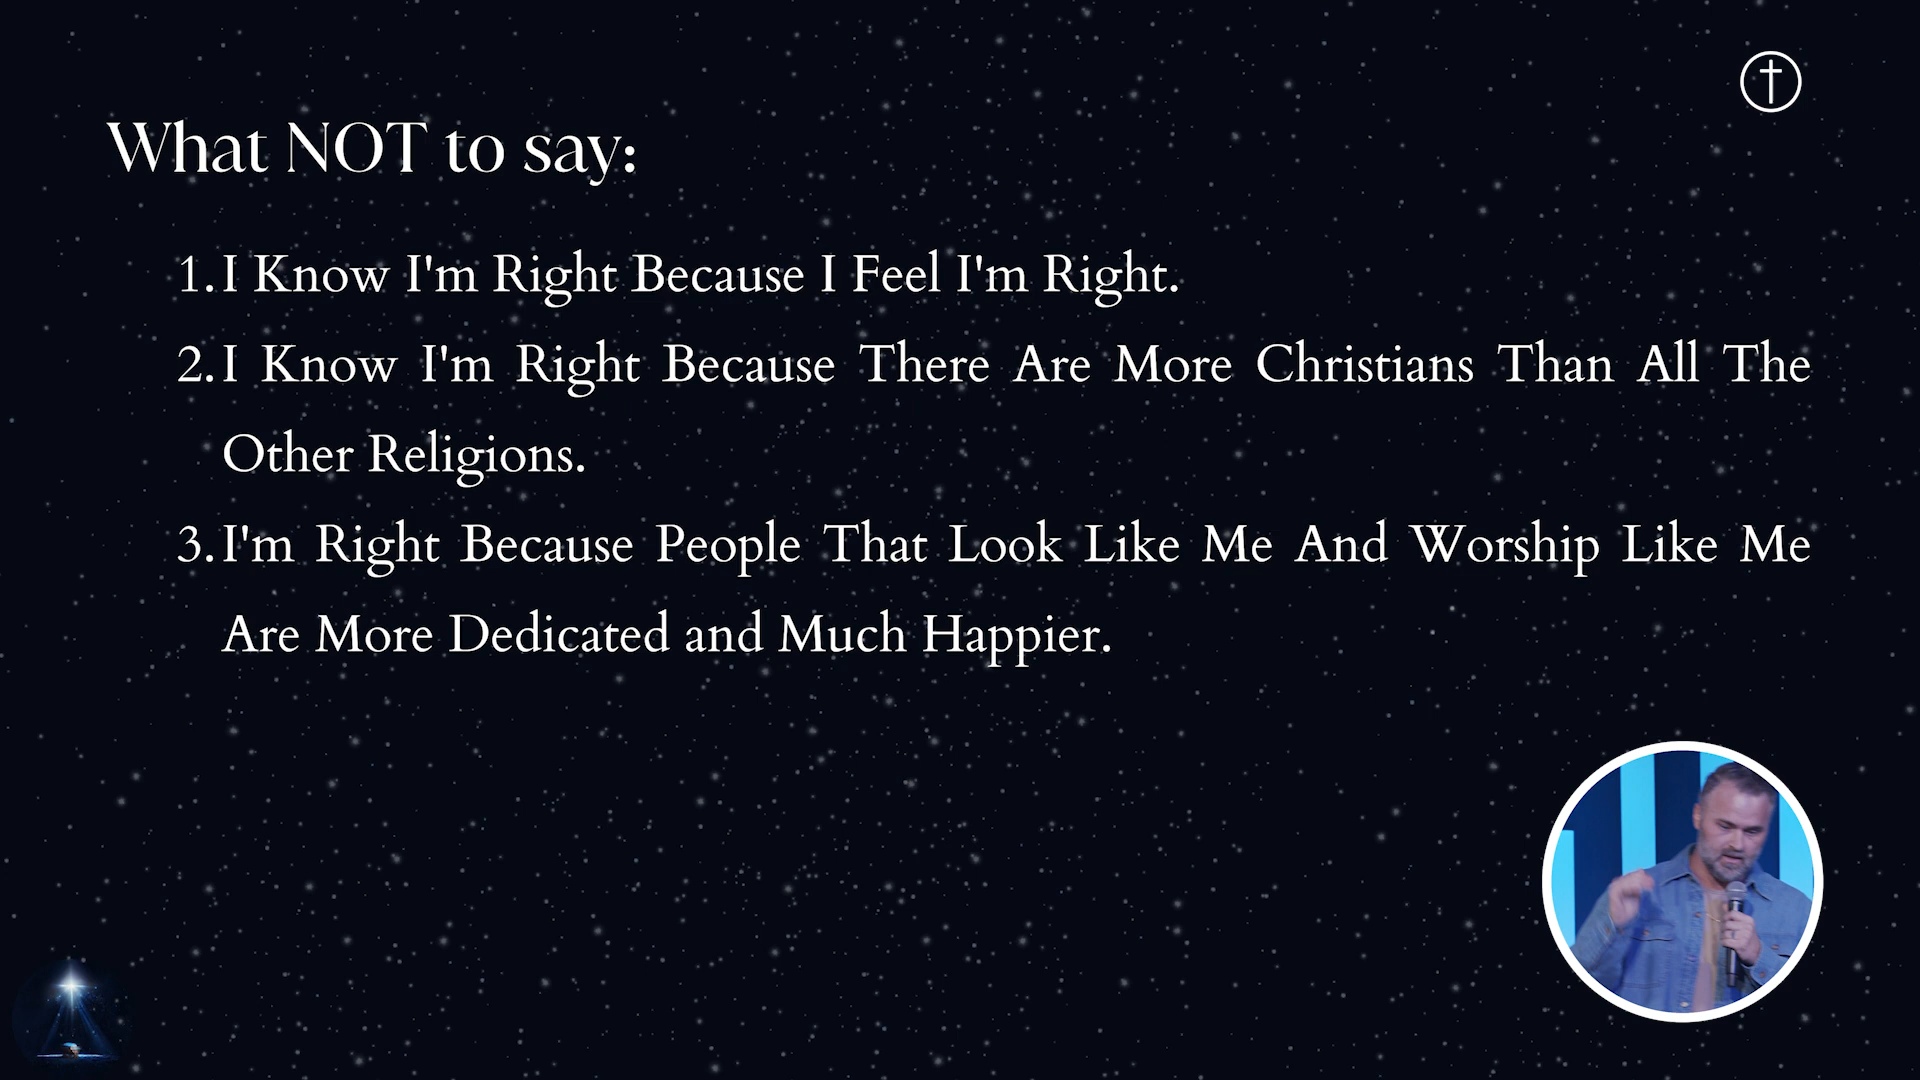 What NOT to say:
1. I Know I'm Right Because I Feel I'm Right.
2. I Know I'm Right Because There Are More Christians Than All The
Other Religions.
3. I'm Right Because People That Look Like Me And Worship Like Me
Are More Dedicated and Much Happier.